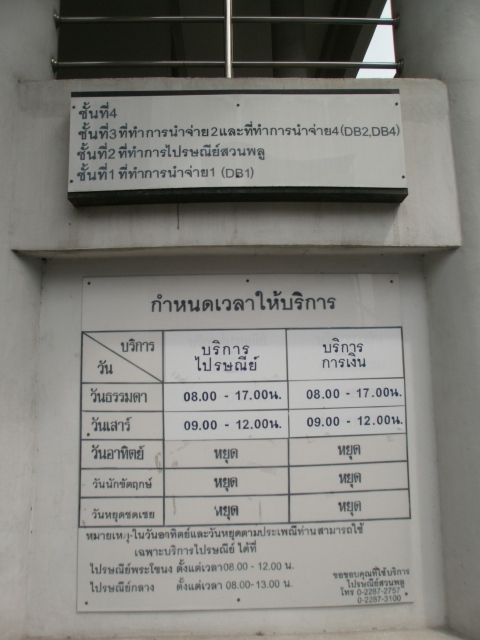 ชั้นที่4
ชั้นที่3 ที่ทำการนำจ่าย2และที่ทำการนำจ่าย4(DB2,DB4)
ชั้นที่2 ที่ทำการไปรษณีย์สวนพลู
ชั้นที่1 ที่ทำการนำจ่าย1 (DB1)
กำหนดเวลาให้บริการ
บริการ
วัน
บริการ
ไปรษณีย์
บริการ
การเงิน
วันธรรมดา 08.00 - 17.00น. 08.00 - 17.00น.
วันเสาร์ 09.00 - 12.00น. 09.00 - 12.00น.
วันอาทิตย์ หยุด หยุด
วันนักขัตฤกษ์ หยุด หยุด
วันหยุดชดเชย หยุด หยุด
หมายเหตุ-ในวันอาทิตย์และวันหยุดตามประเพณีท่านสามารถใช้
เฉพาะบริการไปรษณีย์ ได้ที่
ไปรษณีย์พระโขนง ตั้งแต่เวลา08.00 - 12.00 น.
ไปรษณีย์กลาง ตั้งแต่เวลา 08.00-13.00 น.
ขอขอบคุณที่ใช้บริการ
ไปรษณีย์สวนพลู
โทร 0-2287-2757
0-2287-3100